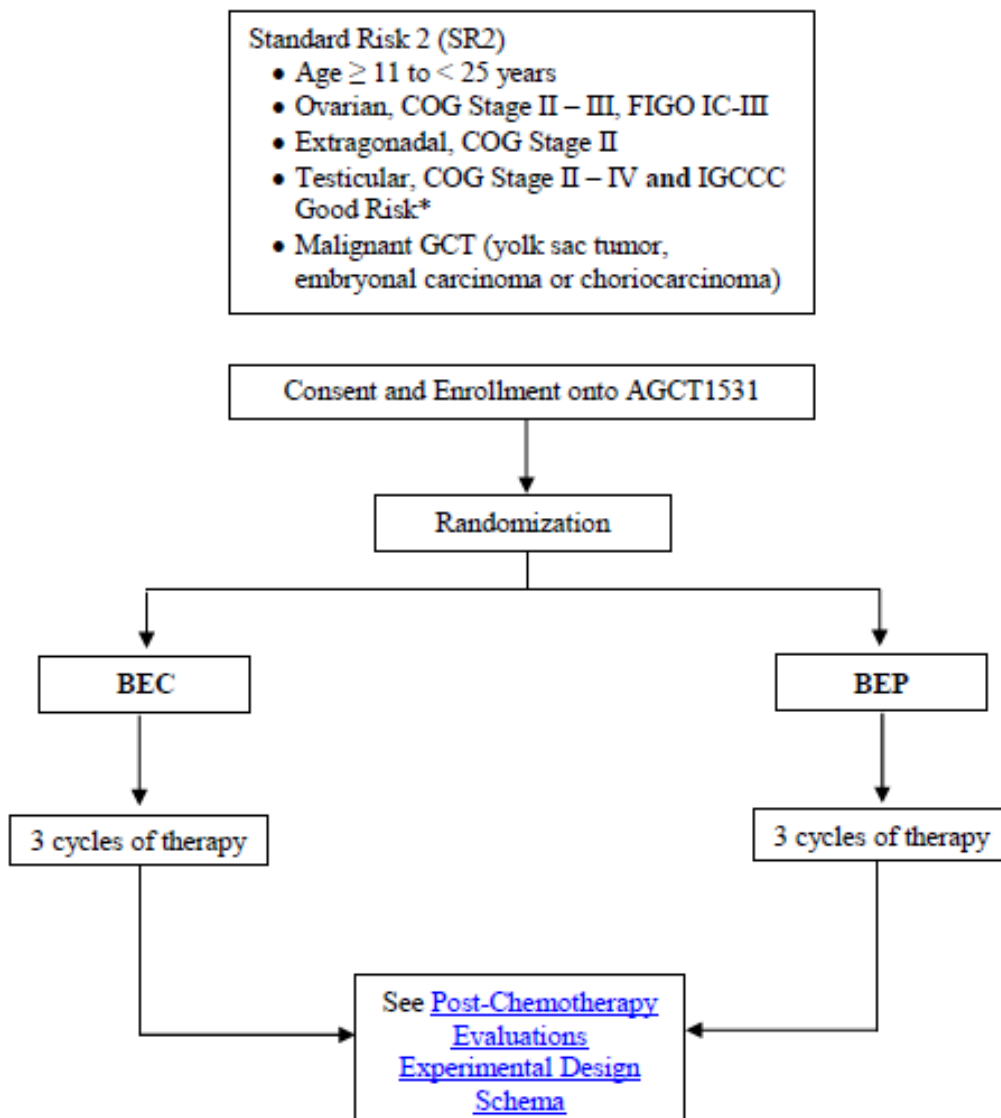 Standard Risk 2 (SR2)
• Age ≥ 11 to < 25 years
• Ovarian, COG Stage II – III, FIGO IC-III
• Extragonadal, COG Stage II
• Testicular, COG Stage II – IV and IGCCC
Good Risk*
• Malignant GCT (yolk sac tumor,
embryonal carcinoma or choriocarcinoma)
Consent and Enrollment onto AGCT1531
Randomization
BEC
BEP
3 cycles of therapy
3 cycles of therapy
See Post-Chemotherapy
Evaluations
Experimental Design
Schema